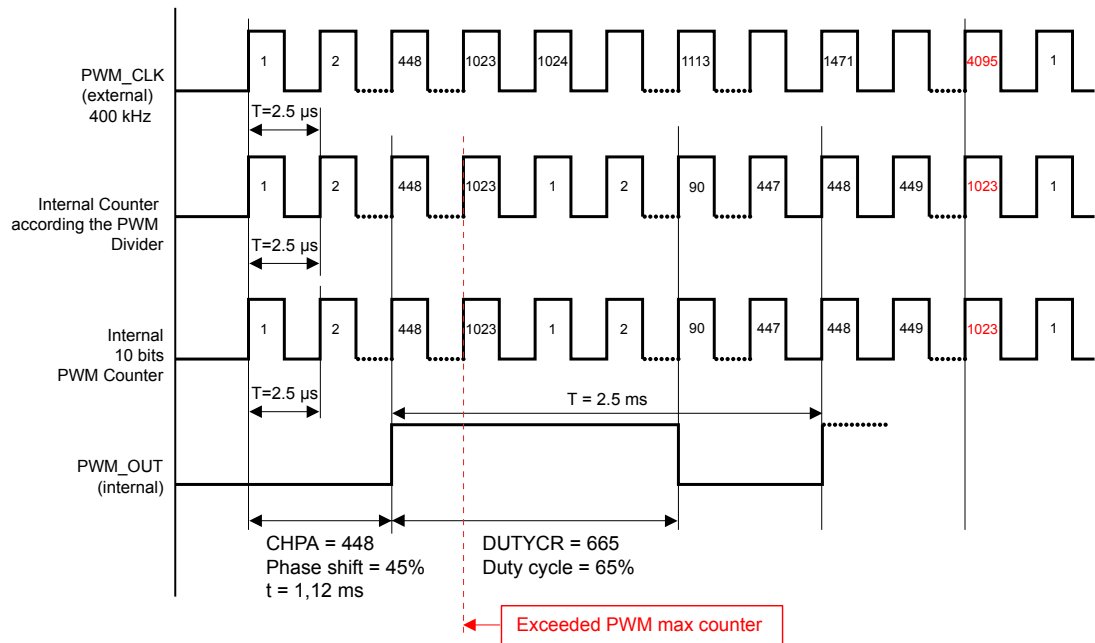 1 2 448 1023 1024 1113 1471 4095 1
PWM_CLK
(external)
400 kHz
T=2.5 µs
1 2 448 1023 1 2 90 447 448 449 1023 1
Internal Counter
according the PWM
Divider
T=2.5 µs
1 2 448 1023 1 2 90 447 448 449 1023 1
Internal
10 bits
PWM Counter
T=2.5 µs
T = 2.5 ms
PWM_OUT
(internal)
CHPA = 448
Phase shift = 45%
t = 1,12 ms
DUTYCR = 665
Duty cycle = 65%
Exceeded PWM max counter